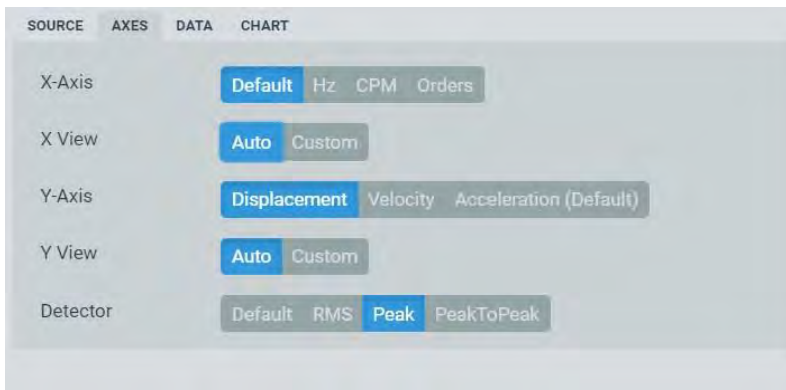 SOURCE AXES DATA CHART
X-Axis Default Hz CPM Orders
X View Auto Custom
Y-Axis Displacement Velocity Acceleration (Default)
Y View Auto Custom
Detector Default RMS Peak PeakToPeak